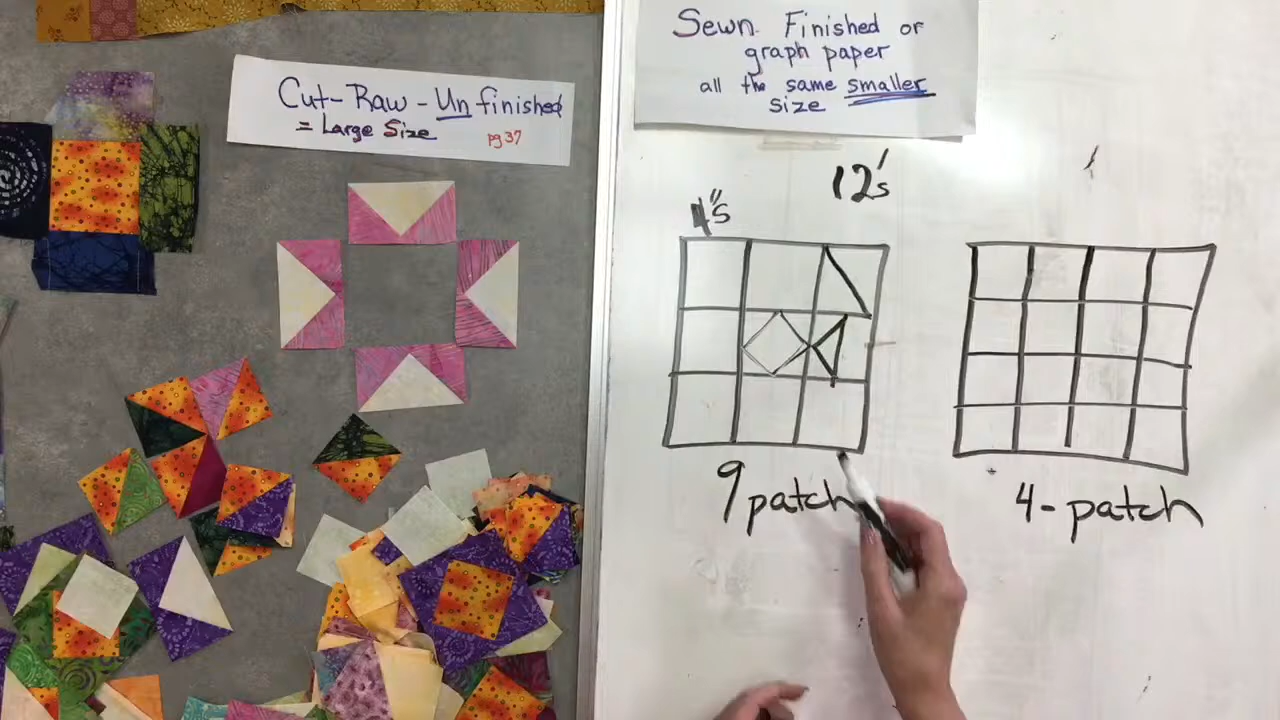 Cut-Raw-Unfinished
= Large Size
pg 37
Sewn. Finished or
graph paper
all the same smaller
size
12's
4"s
9 patch
4-patch